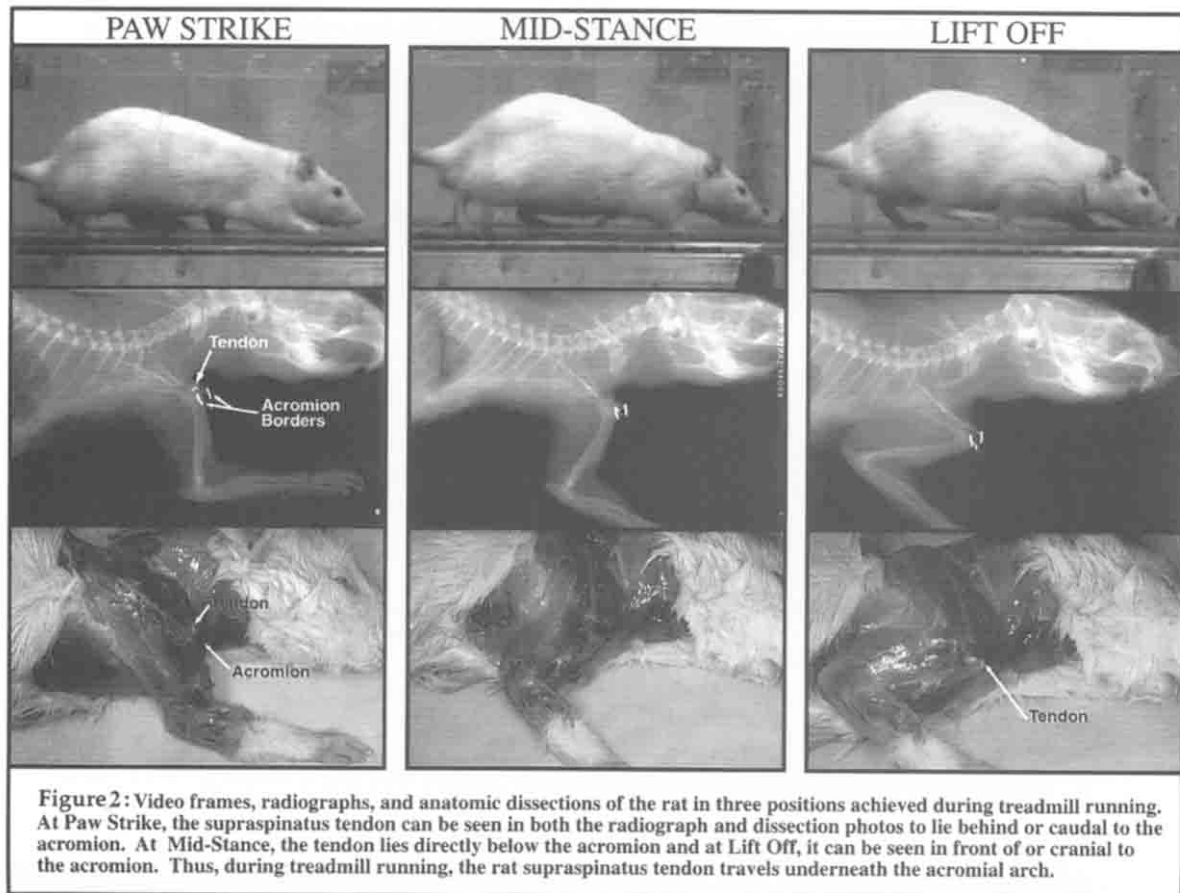 PAW STRIKE
MID-STANCE
LIFT OFF
Tendon
Acromion
Borders
Tendon
Acromion
Tendon
Figure 2: Video frames, radiographs, and anatomic dissections of the rat in three positions achieved during treadmill running.
At Paw Strike, the supraspinatus tendon can be seen in both the radiograph and dissection photos to lie behind or caudal to the
acromion. At Mid-Stance, the tendon lies directly below the acromion and at Lift Off, it can be seen in front of or cranial to
the acromion. Thus, during treadmill running, the rat supraspinatus tendon travels underneath the acromial arch.